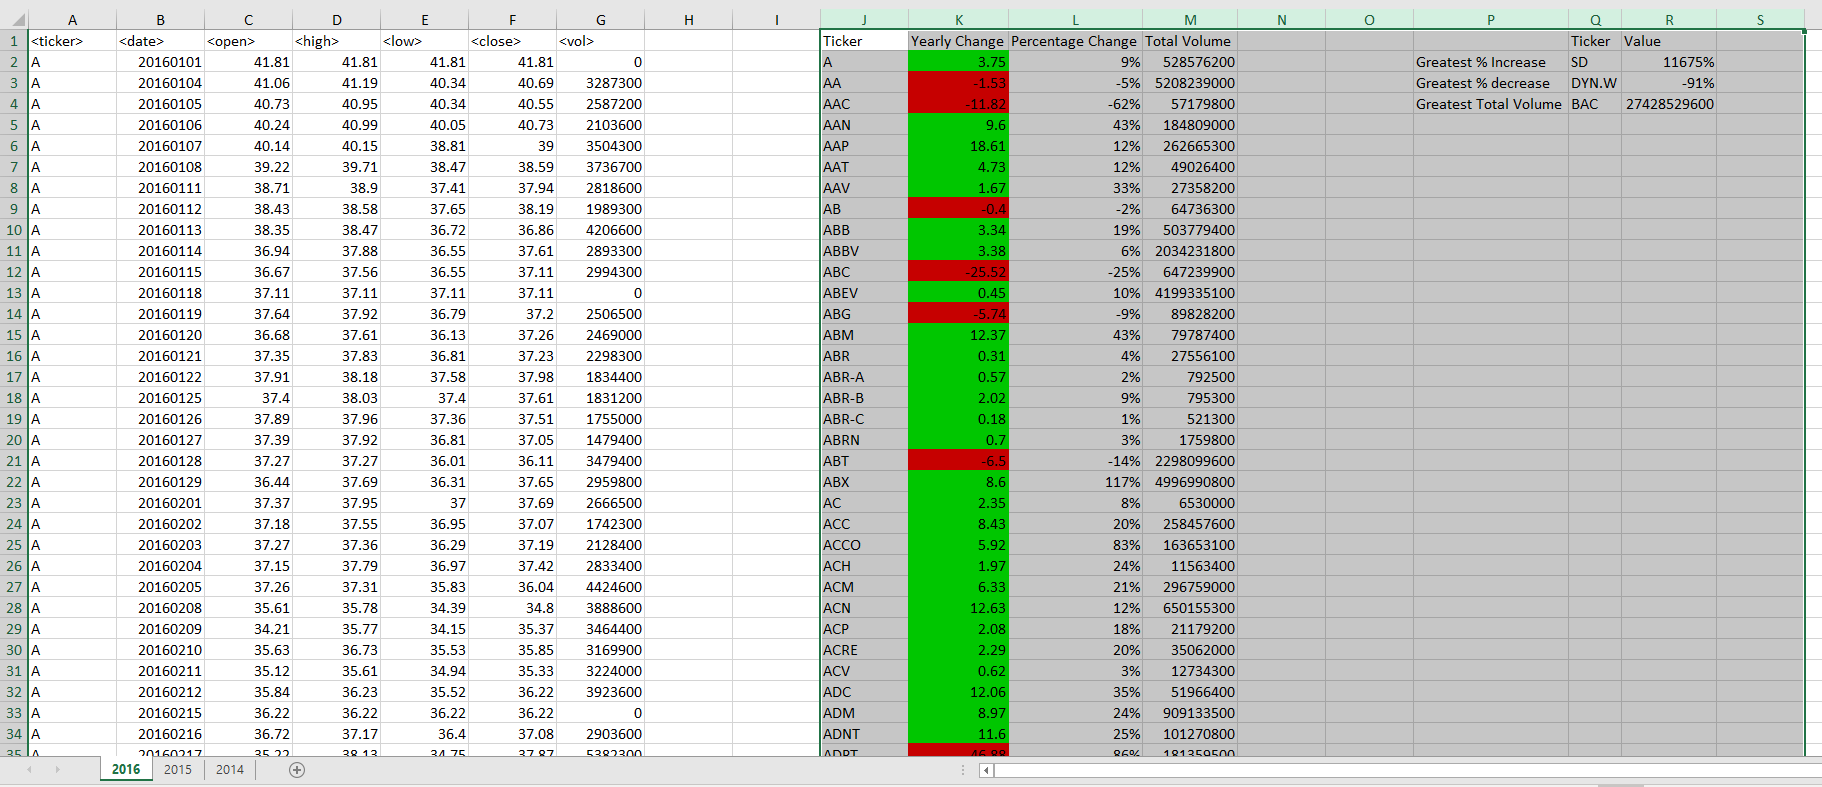 A B C D E F G H I J K L M N O P Q R S
1 <ticker> <date> <open> <high> <low> <close> <vol> Ticker Yearly Change Percentage Change Total Volume Ticker Value
2 A 20160101 41.81 41.81 41.81 41.81 0 A 3.75 9% 528576200 Greatest % Increase SD 11675%
3 A 20160104 41.06 41.19 40.34 40.69 3287300 AA -1.53 -5% 5208239000 Greatest % decrease DYN.W -91%
4 A 20160105 40.73 40.95 40.34 40.55 2587200 AAC -11.82 -62% 57179800 Greatest Total Volume BAC 27428529600
5 A 20160106 40.24 40.99 40.05 40.73 2103600 AAN 9.6 43% 184809000
6 A 20160107 40.14 40.15 38.81 39 3504300 AAP 18.61 12% 262665300
7 A 20160108 39.22 39.71 38.47 38.59 3736700 AAT 4.73 12% 49026400
8 A 20160111 38.71 38.9 37.41 37.94 2818600 AAV 1.67 33% 27358200
9 A 20160112 38.43 38.58 37.65 38.19 1989300 AB -0.4 -2% 64736300
10 A 20160113 38.35 38.47 36.72 36.86 4206600 ABB 3.34 19% 503779400
11 A 20160114 36.94 37.88 36.55 37.61 2893300 ABBV 3.38 6% 2034231800
12 A 20160115 36.67 37.56 36.55 37.11 2994300 ABC -25.52 -25% 647239900
13 A 20160118 37.11 37.11 37.11 37.11 0 ABEV 0.45 10% 4199335100
14 A 20160119 37.64 37.92 36.79 37.2 2506500 ABG -5.74 -9% 89828200
15 A 20160120 36.68 37.61 36.13 37.26 2469000 ABM 12.37 43% 79787400
16 A 20160121 37.35 37.83 36.81 37.23 2298300 ABR 0.31 4% 27556100
17 A 20160122 37.91 38.18 37.58 37.98 1834400 ABR-A 0.57 2% 792500
18 A 20160125 37.4 38.03 37.4 37.61 1831200 ABR-B 2.02 9% 795300
19 A 20160126 37.89 37.96 37.36 37.51 1755000 ABR-C 0.18 1% 521300
20 A 20160127 37.39 37.92 36.81 37.05 1479400 ABRN 0.7 3% 1759800
21 A 20160128 37.27 37.27 36.01 36.11 3479400 ABT -6.5 -14% 2298099600
22 A 20160129 36.44 37.69 36.31 37.65 2959800 ABX 8.6 117% 4996990800
23 A 20160201 37.37 37.95 37 37.69 2666500 AC 2.35 8% 6530000
24 A 20160202 37.18 37.55 36.95 37.07 1742300 ACC 8.43 20% 258457600
25 A 20160203 37.27 37.36 36.29 37.19 2128400 ACCO 5.92 83% 163653100
26 A 20160204 37.15 37.79 36.97 37.42 2833400 ACH 1.97 24% 11563400
27 A 20160205 37.26 37.31 35.83 36.04 4424600 ACM 6.33 21% 296759000
28 A 20160208 35.61 35.78 34.39 34.8 3888600 ACN 12.63 12% 650155300
29 A 20160209 34.21 35.77 34.15 35.37 3464400 ACP 2.08 18% 21179200
30 A 20160210 35.63 36.73 35.53 35.85 3169900 ACRE 2.29 20% 35062000
31 A 20160211 35.12 35.61 34.94 35.33 3224000 ACV 0.62 3% 12734300
32 A 20160212 35.84 36.23 35.52 36.22 3923600 ADC 12.06 35% 51966400
33 A 20160215 36.22 36.22 36.22 36.22 0 ADM 8.97 24% 909133500
34 A 20160216 36.72 37.17 36.4 37.08 2903600 ADNT 11.6 25% 101270800
35 A 20160217 35.22 38.13 34.75 37.87 5382300 ADPT 86% 181359500
2016 2015 2014